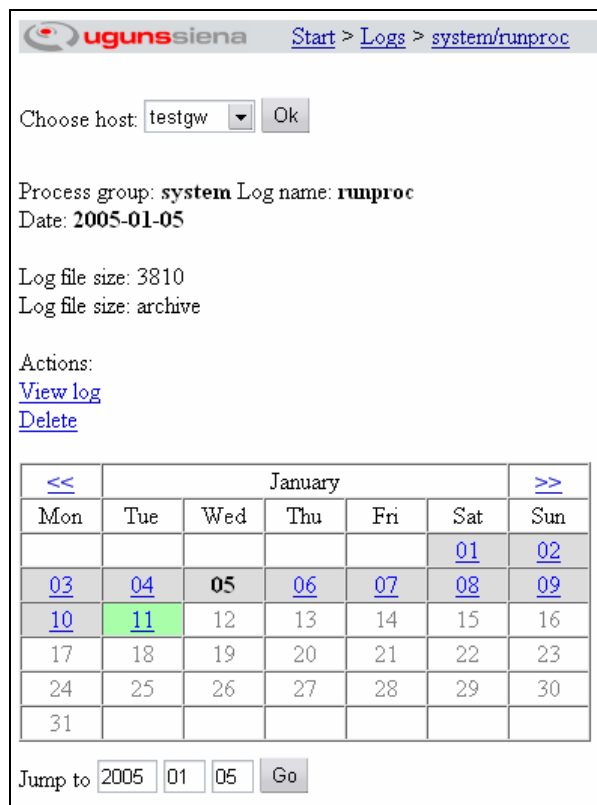 ugunssiena Start > Logs > system/runproc
Choose host: testgw Ok
Process group: system Log name: runproc
Date: 2005-01-05
Log file size: 3810
Log file size: archive
Actions:
View log
Delete
<< January >>
Mon Tue Wed Thu Fri Sat Sun
01 02
03 04 05 06 07 08 09
10 11 12 13 14 15 16
17 18 19 20 21 22 23
24 25 26 27 28 29 30
31
Jump to 2005 01 05 Go